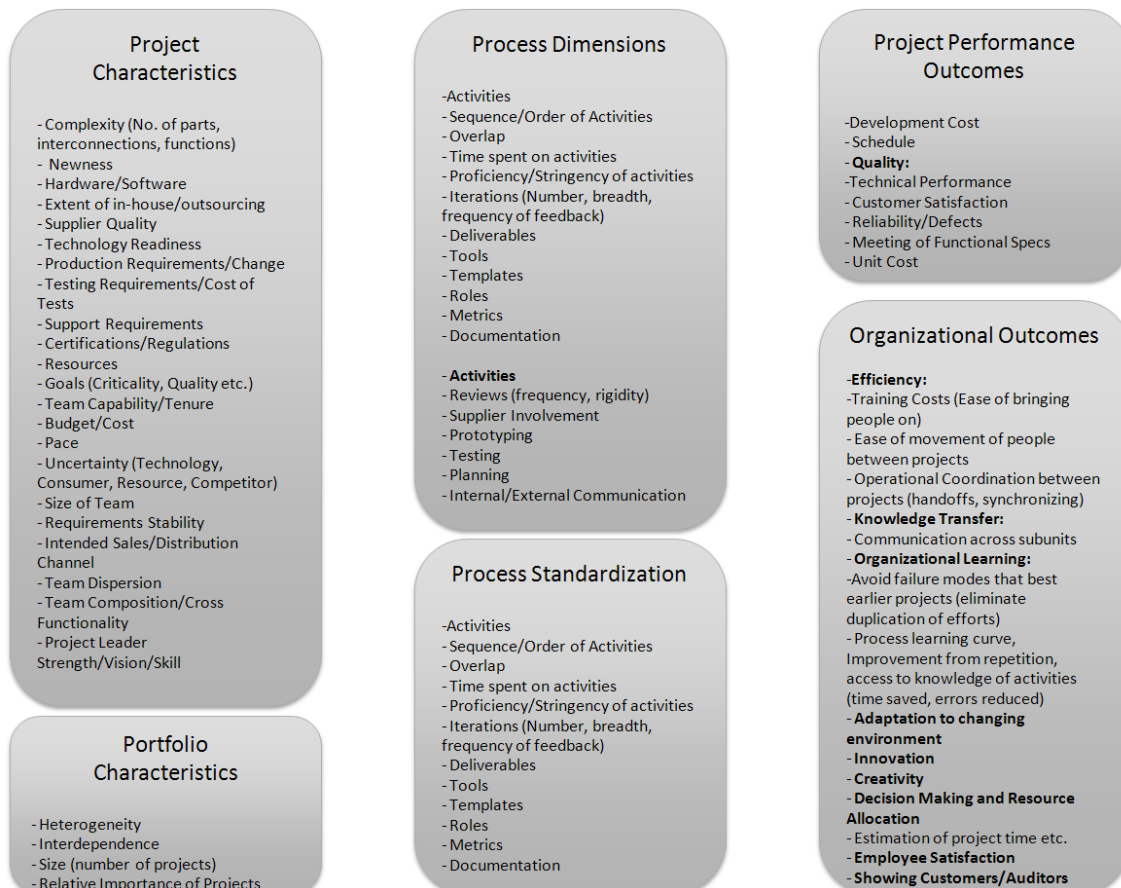 Project
Characteristics
- Complexity (No. of parts,
interconnections, functions)
- Newness
- Hardware/Software
- Extent of in-house/outsourcing
- Supplier Quality
- Technology Readiness
- Production Requirements/Change
- Testing Requirements/Cost of
Tests
- Support Requirements
- Certifications/Regulations
- Resources
- Goals (Criticality, Quality etc.)
- Team Capability/Tenure
- Budget/Cost
- Pace
- Uncertainty (Technology,
Consumer, Resource, Competitor)
- Size of Team
- Requirements Stability
- Intended Sales/Distribution
Channel
- Team Dispersion
- Team Composition/Cross
Functionality
- Project Leader
Strength/Vision/Skill
Portfolio
Characteristics
- Heterogeneity
- Interdependence
- Size (number of projects)
- Relative Importance of Projects
Process Dimensions
-Activities
- Sequence/Order of Activities
- Overlap
- Time spent on activities
- Proficiency/Stringency of activities
- Iterations (Number, breadth,
frequency of feedback)
- Deliverables
- Tools
- Templates
- Roles
- Metrics
- Documentation
- Activities
- Reviews (frequency, rigidity)
- Supplier Involvement
- Prototyping
- Testing
- Planning
- Internal/External Communication
Process Standardization
-Activities
- Sequence/Order of Activities
- Overlap
- Time spent on activities
- Proficiency/Stringency of activities
- Iterations (Number, breadth,
frequency of feedback)
- Deliverables
- Tools
- Templates
- Roles
- Metrics
- Documentation
Project Performance
Outcomes
-Development Cost
- Schedule
- Quality:
-Technical Performance
- Customer Satisfaction
- Reliability/Defects
- Meeting of Functional Specs
- Unit Cost
Organizational Outcomes
-Efficiency:
-Training Costs (Ease of bringing
people on)
- Ease of movement of people
between projects
- Operational Coordination between
projects (handoffs, synchronizing)
- Knowledge Transfer:
- Communication across subunits
- Organizational Learning:
-Avoid failure modes that best
earlier projects (eliminate
duplication of efforts)
- Process learning curve,
Improvement from repetition,
access to knowledge of activities
(time saved, errors reduced)
- Adaptation to changing
environment
- Innovation
- Creativity
- Decision Making and Resource
Allocation
- Estimation of project time etc.
- Employee Satisfaction
- Showing Customers/Auditors